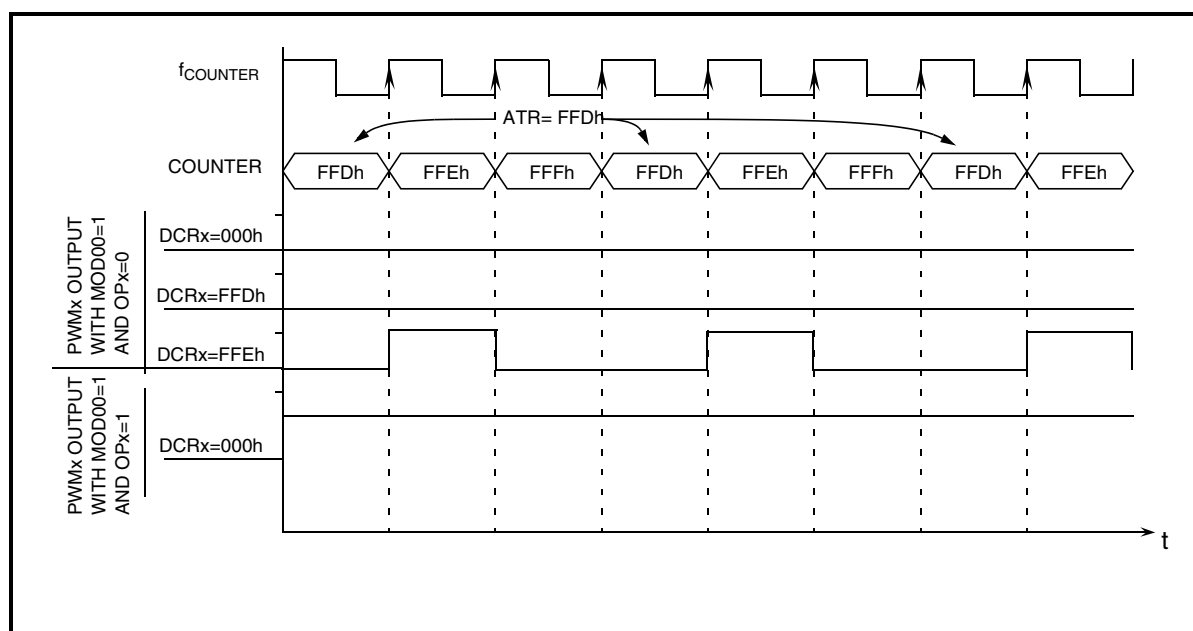 fCOUNTER
ATR= FFDh
COUNTER
FFDh FFEh FFFh FFDh FFEh FFFh FFDh FFEh
PWMx OUTPUT
WITH MOD00=1
AND OPx=0
DCRx=000h
DCRx=FFDh
DCRx=FFEh
PWMx OUTPUT
WITH MOD00=1
AND OPx=1
DCRx=000h
t